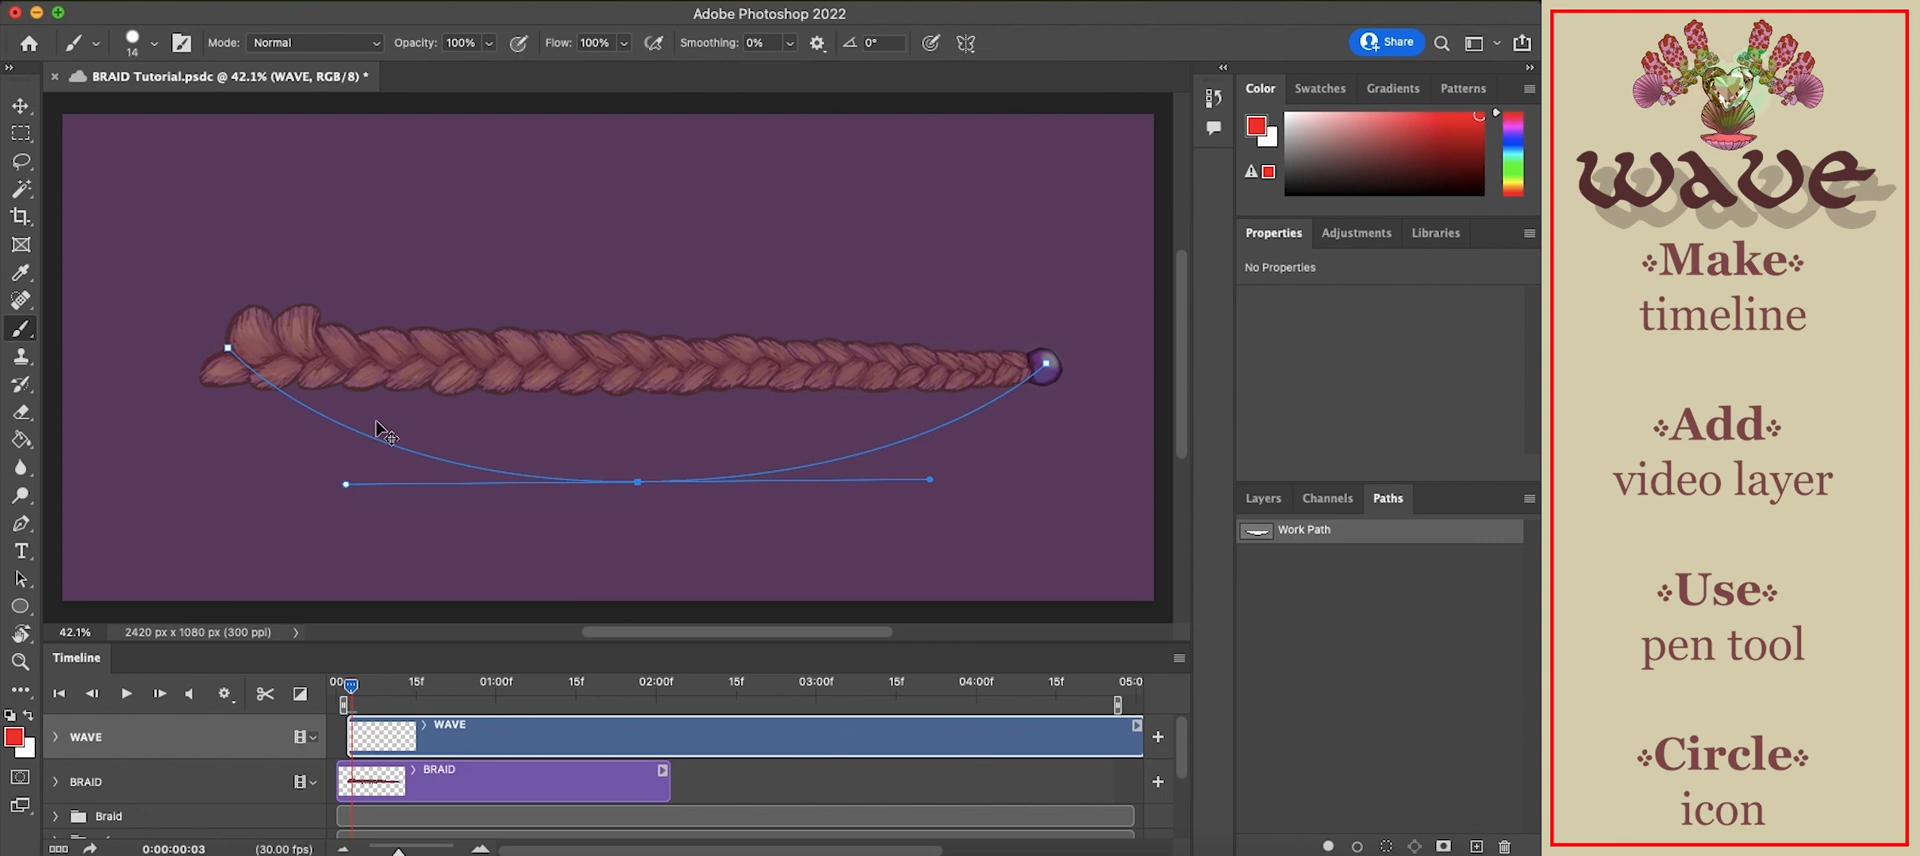 Adobe Photoshop 2022
14
Mode: Normal
Opacity: 100%
Flow: 100%
Smoothing: 0%
0°
Share
BRAID Tutorial.psdc @ 42.1% (WAVE, RGB/8) *
Color Swatches Gradients Patterns
Properties Adjustments Libraries
No Properties
Layers Channels Paths
Work Path
42.1% 2420 px x 1080 px (300 ppi)
Timeline
00 15f 01:00f 15f 02:00f 15f 03:00f 15f 04:00f 15f 05:0
WAVE
WAVE
BRAID
BRAID
Braid
0:00:00:03 (30.00 fps)
wave
Make
timeline
Add
video layer
Use
pen tool
Circle
icon